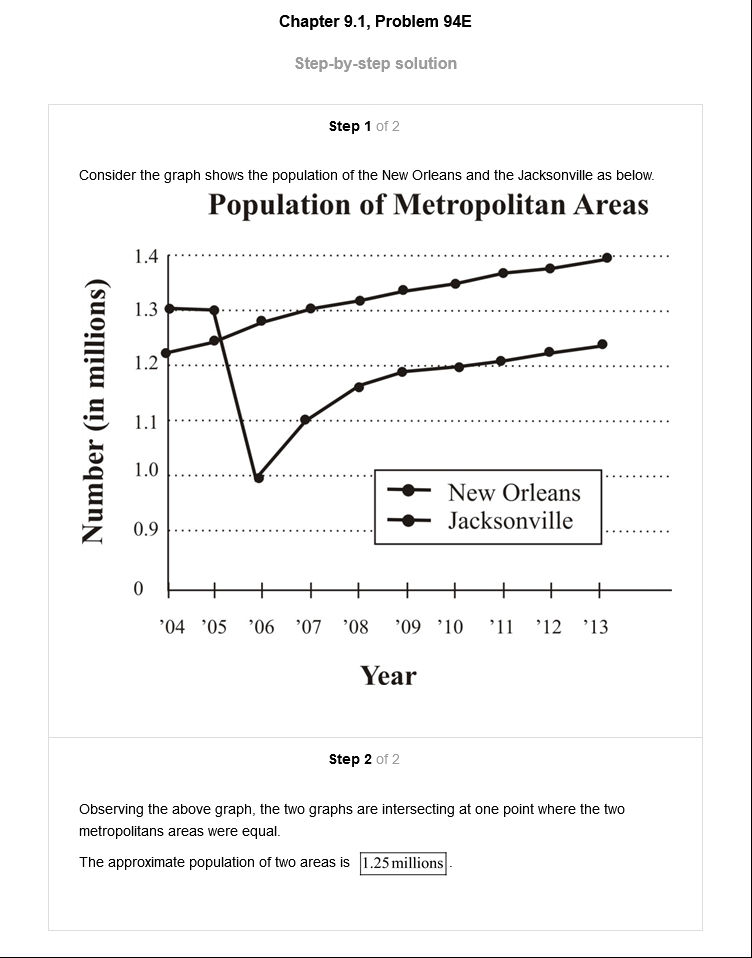 Chapter 9.1, Problem 94E
Step-by-step solution
Step 1 of 2
Consider the graph shows the population of the New Orleans and the Jacksonville as below.
Population of Metropolitan Areas
Number (in millions)
1.4
1.3
1.2
1.1
1.0
0.9
0
New Orleans
Jacksonville
’04 ’05 ’06 ’07 ’08 ’09 ’10 ’11 ’12 ’13
Year
Step 2 of 2
Observing the above graph, the two graphs are intersecting at one point where the two
metropolitans areas were equal.
The approximate population of two areas is 1.25 millions .